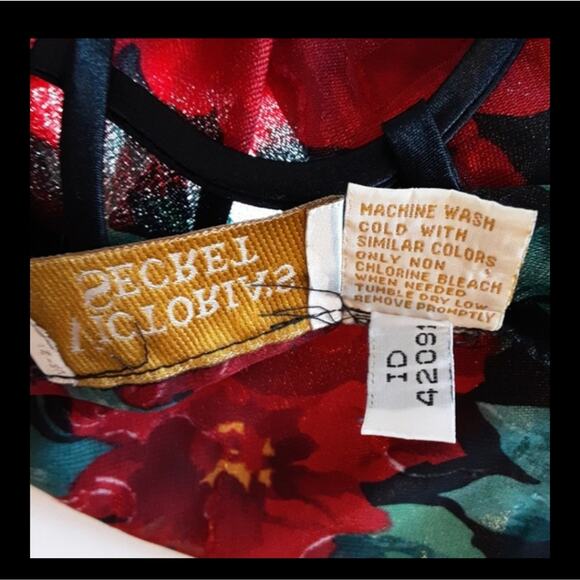 VICTORIA'S
SECRET
MACHINE WASH
COLD WITH
SIMILAR COLORS
ONLY NON
CHLORINE BLEACH
WHEN NEEDED
TUMBLE DRY LOW
REMOVE PROMPTLY
ID
42091